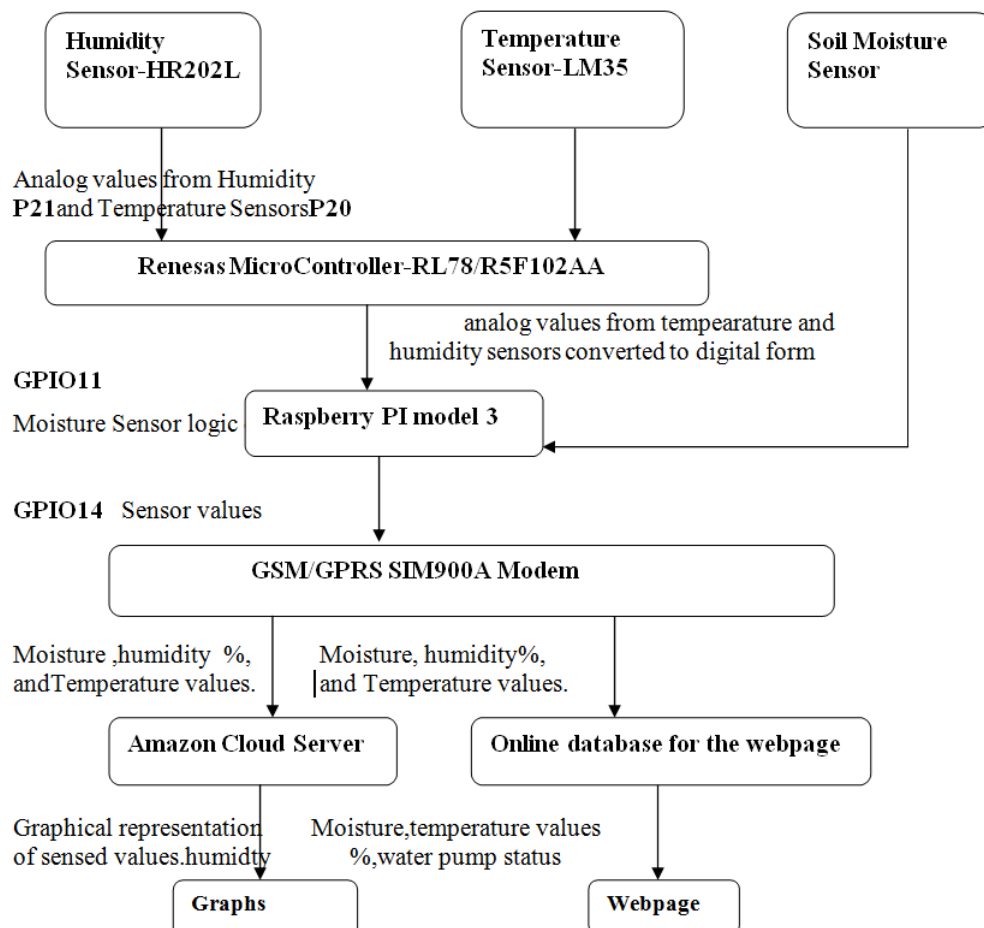 Humidity
Sensor-HR202L
Temperature
Sensor-LM35
Soil Moisture
Sensor
Analog values from Humidity
P21and Temperature SensorsP20
Renesas MicroController-RL78/R5F102AA
analog values from tempearature and
humidity sensors converted to digital form
GPIO11
Moisture Sensor logic
Raspberry PI model 3
GPIO14 Sensor values
GSM/GPRS SIM900A Modem
Moisture ,humidity %,
andTemperature values.
Moisture, humidity%,
and Temperature values.
Amazon Cloud Server
Online database for the webpage
Graphical representation
of sensed values.humidty
Moisture,temperature values
%,water pump status
Graphs
Webpage